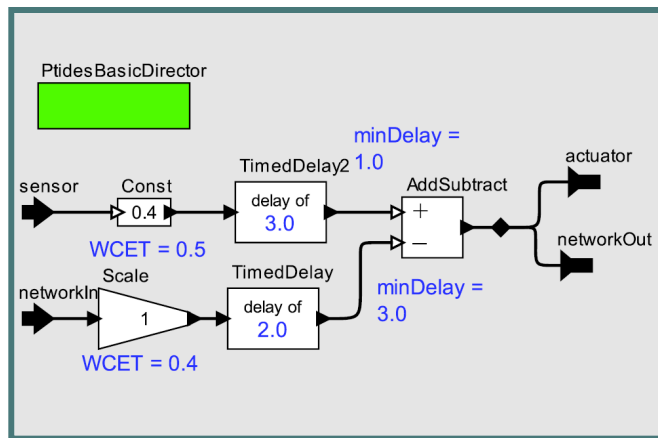 PtidesBasicDirector
minDelay =
1.0
TimedDelay2
AddSubtract
actuator
sensor
Const
0.4
delay of
3.0
+
−
WCET = 0.5
networkOut
Scale
TimedDelay
networkIn
1
delay of
2.0
minDelay =
3.0
WCET = 0.4